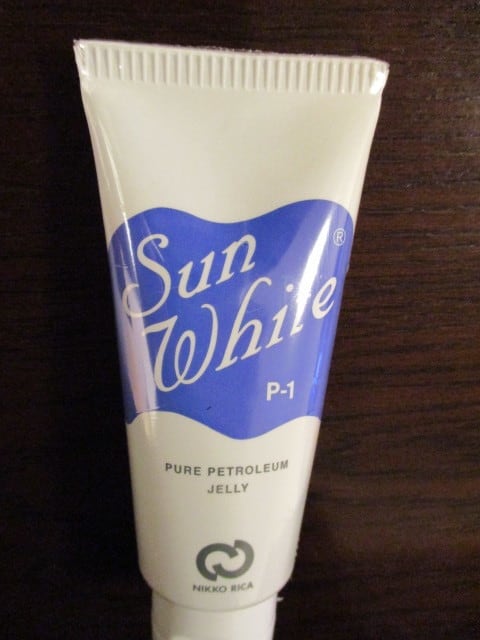 Sun
®
White
P-1
PURE PETROLEUM
JELLY
NIKKO RICA